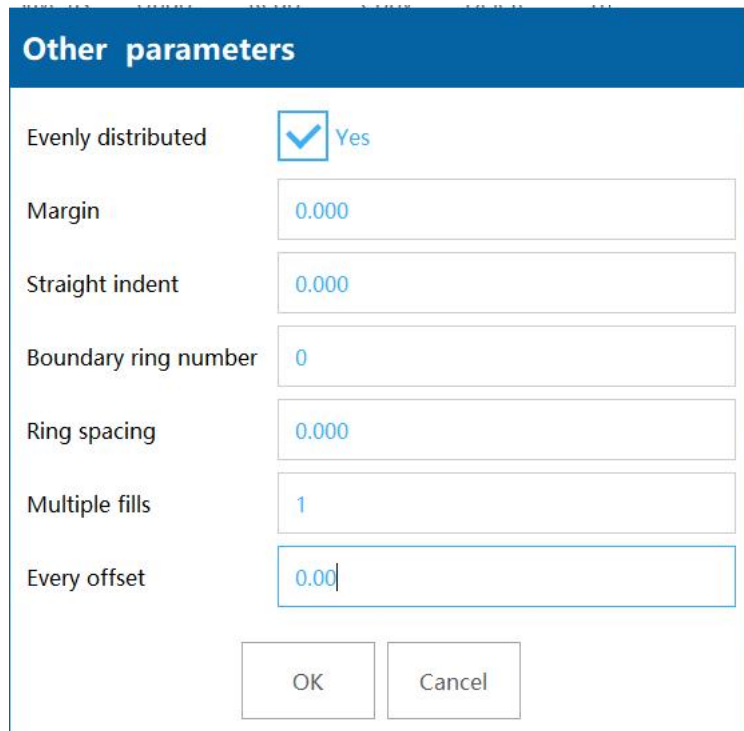 Other parameters
Evenly distributed Yes
Margin 0.000
Straight indent 0.000
Boundary ring number 0
Ring spacing 0.000
Multiple fills 1
Every offset 0.00
OK Cancel